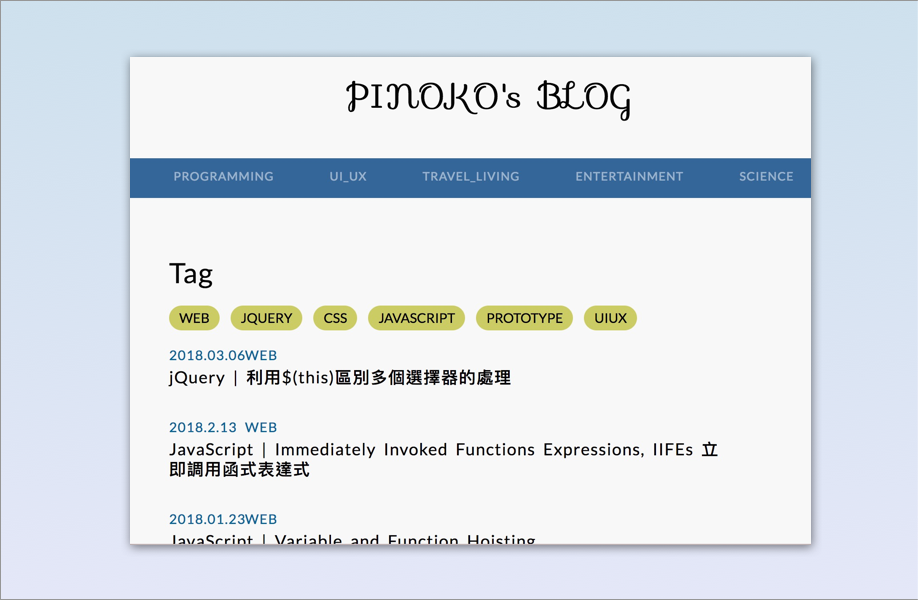 PINOKO's BLOG
PROGRAMMING UI_UX TRAVEL_LIVING ENTERTAINMENT SCIENCE
Tag
WEB JQUERY CSS JAVASCRIPT PROTOTYPE UIUX
2018.03.06WEB
jQuery | 利用$(this)區別多個選擇器的處理
2018.2.13 WEB
JavaScript | Immediately Invoked Functions Expressions, IIFEs 立
即調用函式表達式
2018.01.23WEB
JavaScript | Variable and Function Hoisting